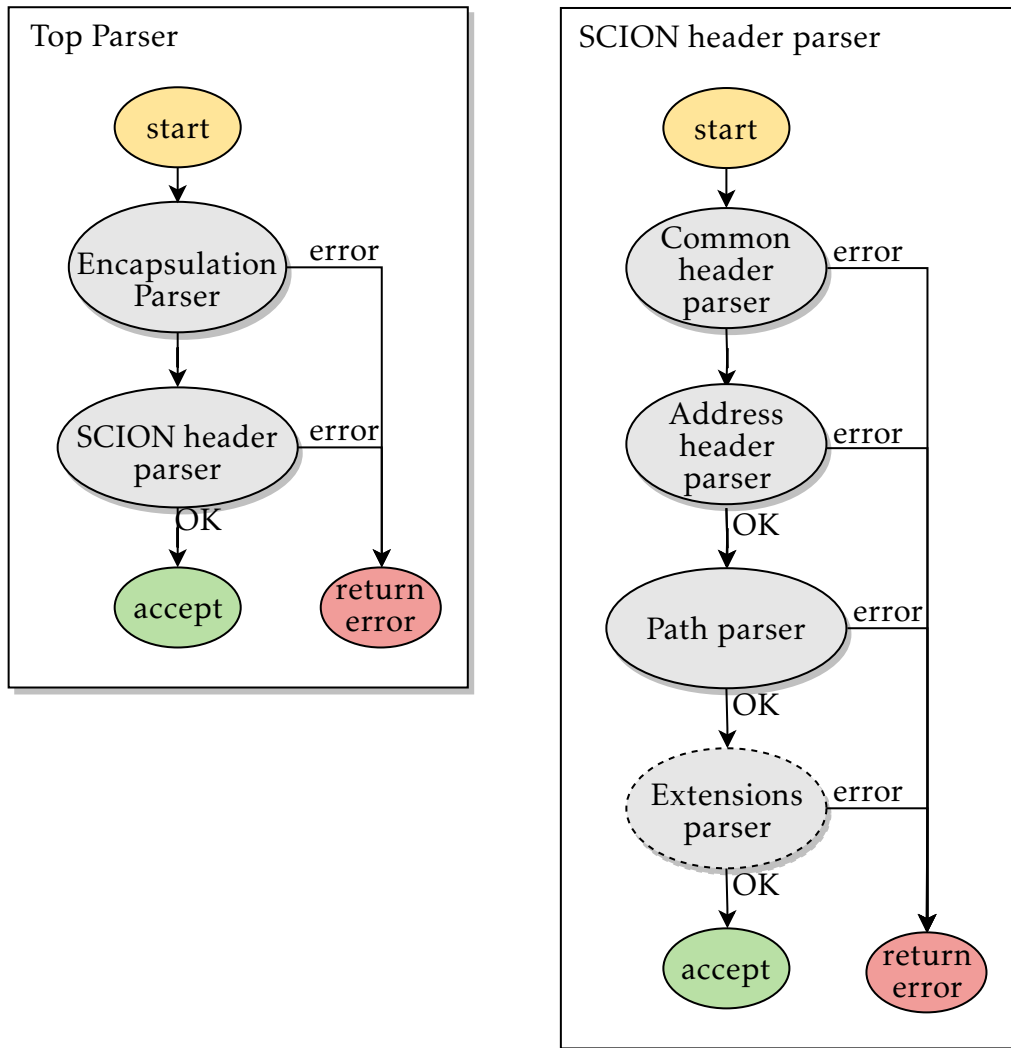 Top Parser
start
Encapsulation
Parser
error
SCION header
parser
error
OK
accept
return
error
SCION header parser
start
Common
header
parser
error
Address
header
parser
error
OK
Path parser
error
OK
Extensions
parser
error
OK
accept
return
error